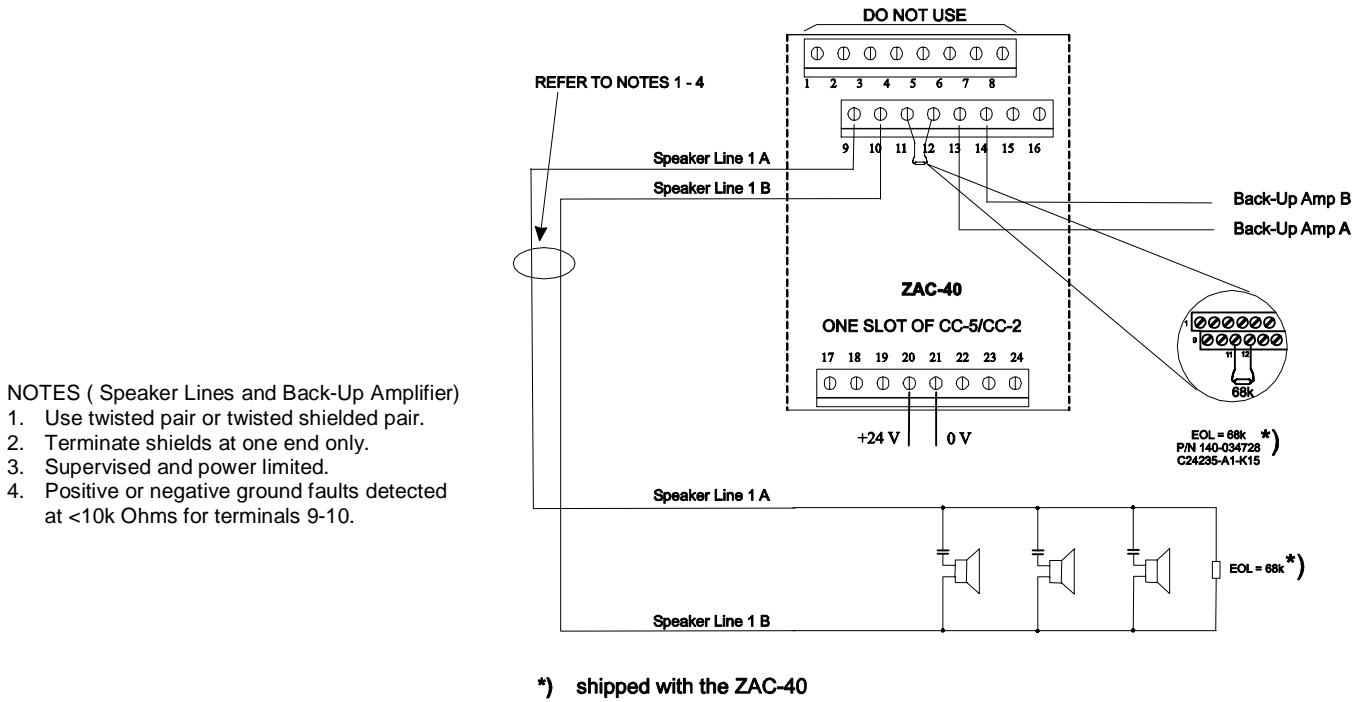 DO NOT USE
1 2 3 4 5 6 7 8
REFER TO NOTES 1 - 4
9 10 11 12 13 14 15 16
Speaker Line 1 A
Speaker Line 1 B
Back-Up Amp B
Back-Up Amp A
ZAC-40
ONE SLOT OF CC-5/CC-2
17 18 19 20 21 22 23 24
+24 V 0 V
1
9
11 12
68k
EOL = 68k *)
P/N 140-034728
C24235-A1-K15
NOTES ( Speaker Lines and Back-Up Amplifier)
1. Use twisted pair or twisted shielded pair.
2. Terminate shields at one end only.
3. Supervised and power limited.
4. Positive or negative ground faults detected
at <10k Ohms for terminals 9-10.
Speaker Line 1 A
EOL = 68k *)
Speaker Line 1 B
*) shipped with the ZAC-40